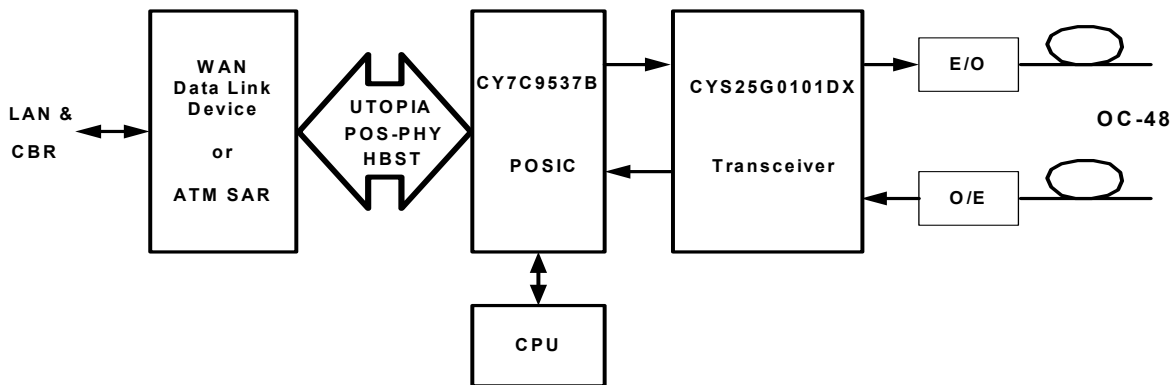 LAN &
CBR
WAN
Data Link
Device
or
ATM SAR
UTOPIA
POS-PHY
HBST
CY7C9537B
POSIC
CPU
CYS25G0101DX
Transceiver
E/O
OC-48
O/E